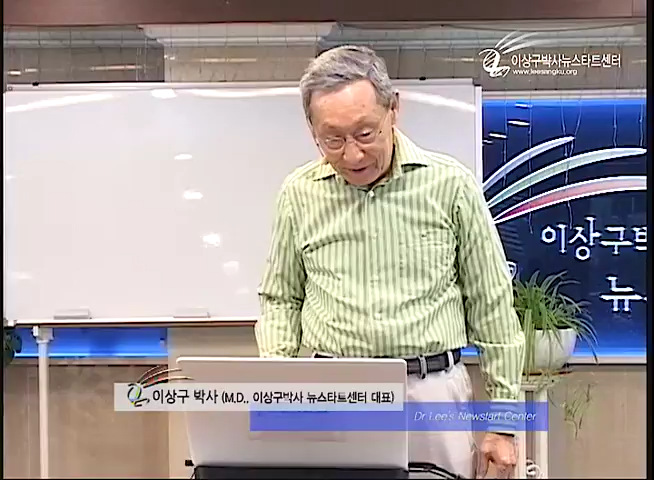 이상구박사뉴스타트센터
www.leesangku.org
이상구박
뉴스
이상구 박사 (M.D., 이상구박사 뉴스타트센터 대표)
Dr Lee's Newstart Center